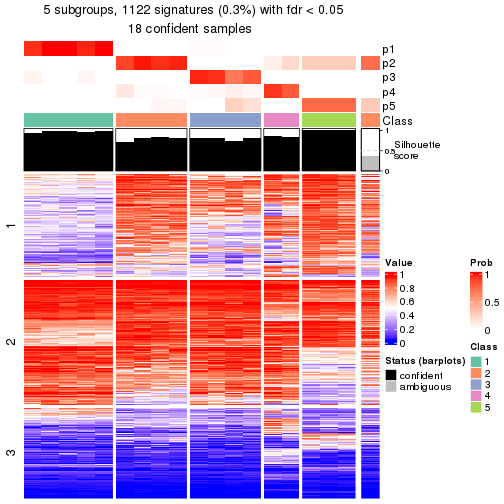 5 subgroups, 1122 signatures (0.3%) with fdr < 0.05
18 confident samples
p1
p2
p3
p4
p5
Class
1
0.5
0
Silhouette
score
1
2
3
Value
1
0.8
0.6
0.4
0.2
0
Prob
1
0.5
0
Status (barplots)
confident
ambiguous
Class
1
2
3
4
5